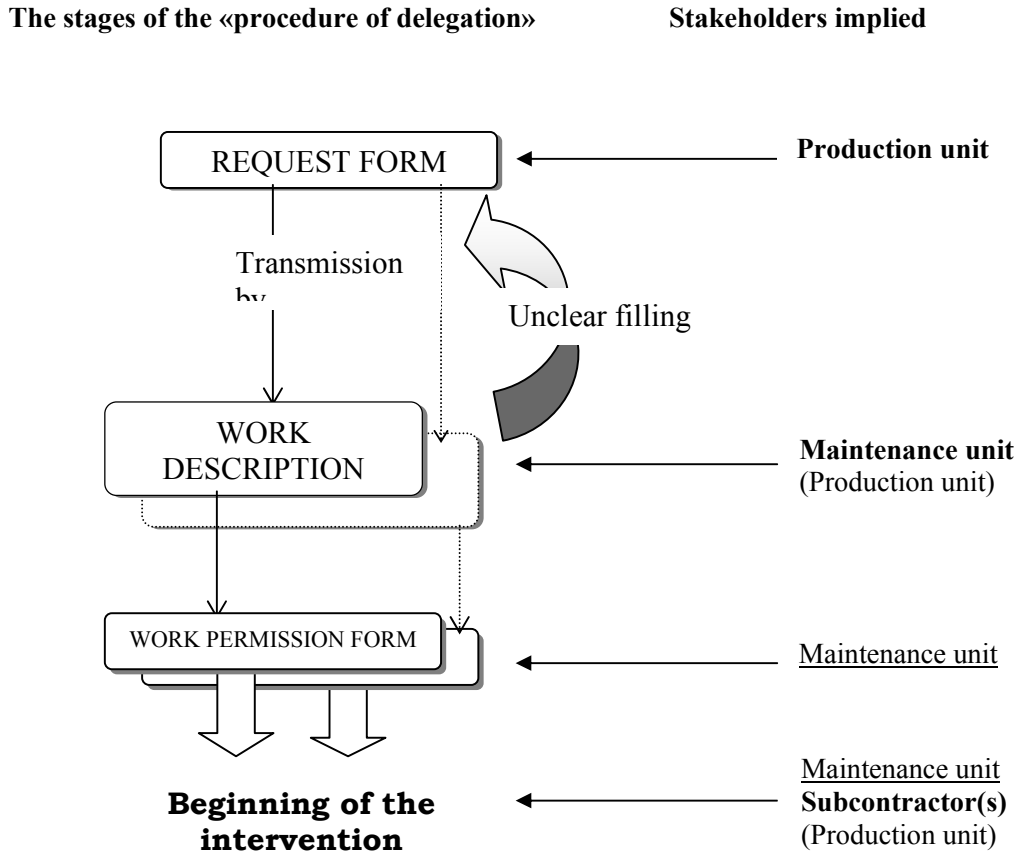 The stages of the «procedure of delegation»
Stakeholders implied
REQUEST FORM
Production unit
Transmission
by
Unclear filling
WORK
DESCRIPTION
Maintenance unit
(Production unit)
WORK PERMISSION FORM
Maintenance unit
Beginning of the
intervention
Maintenance unit
Subcontractor(s)
(Production unit)